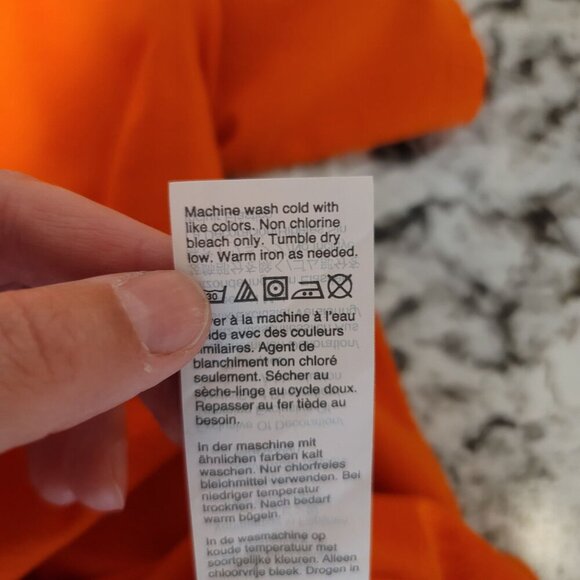 Machine wash cold with
like colors. Non chlorine
bleach only. Tumble dry
low. Warm iron as needed.
30
à la machine à l'eau
avec des couleurs
similaires. Agent de
blanchiment non chloré
seulement. Sécher au
sèche-linge au cycle doux.
Repasser au fer tiède au
besoin.
In der maschine mit
ähnlichen farben kalt
waschen. Nur chlorfreies
bleichmittel verwenden. Bei
niedriger temperatur
trocknen. Nach bedarf
warm bügeln.
In de wasmachine op
koude temperatuur met
soortgelijke kleuren. Alleen
chloorvrije bleek. Drogen in